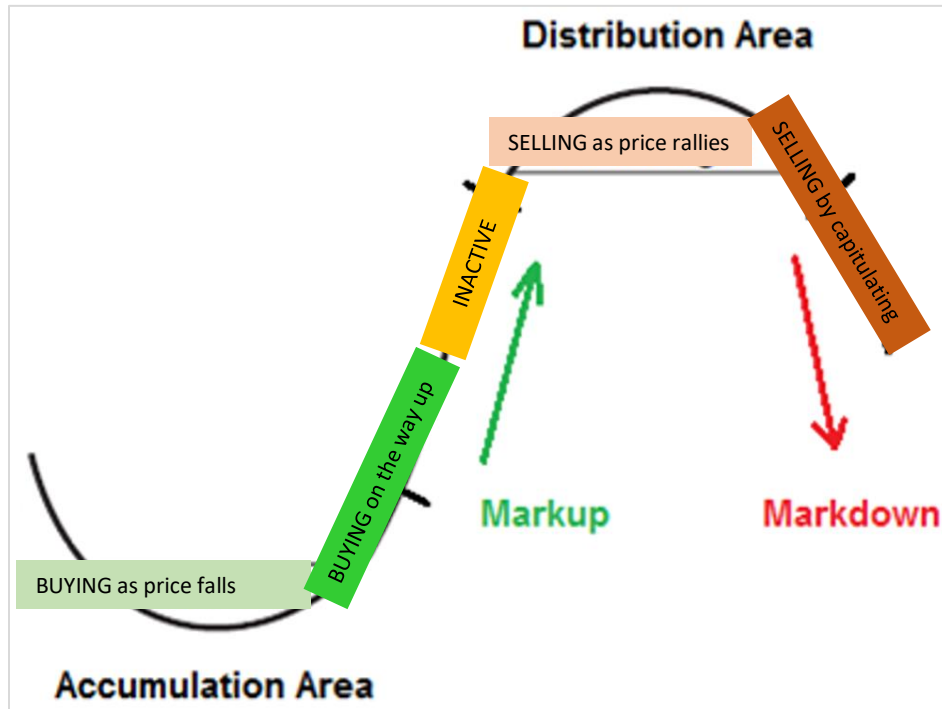 Distribution Area
SELLING as price rallies
SELLING by capitulating
INACTIVE
BUYING on the way up
Markup
Markdown
BUYING as price falls
Accumulation Area